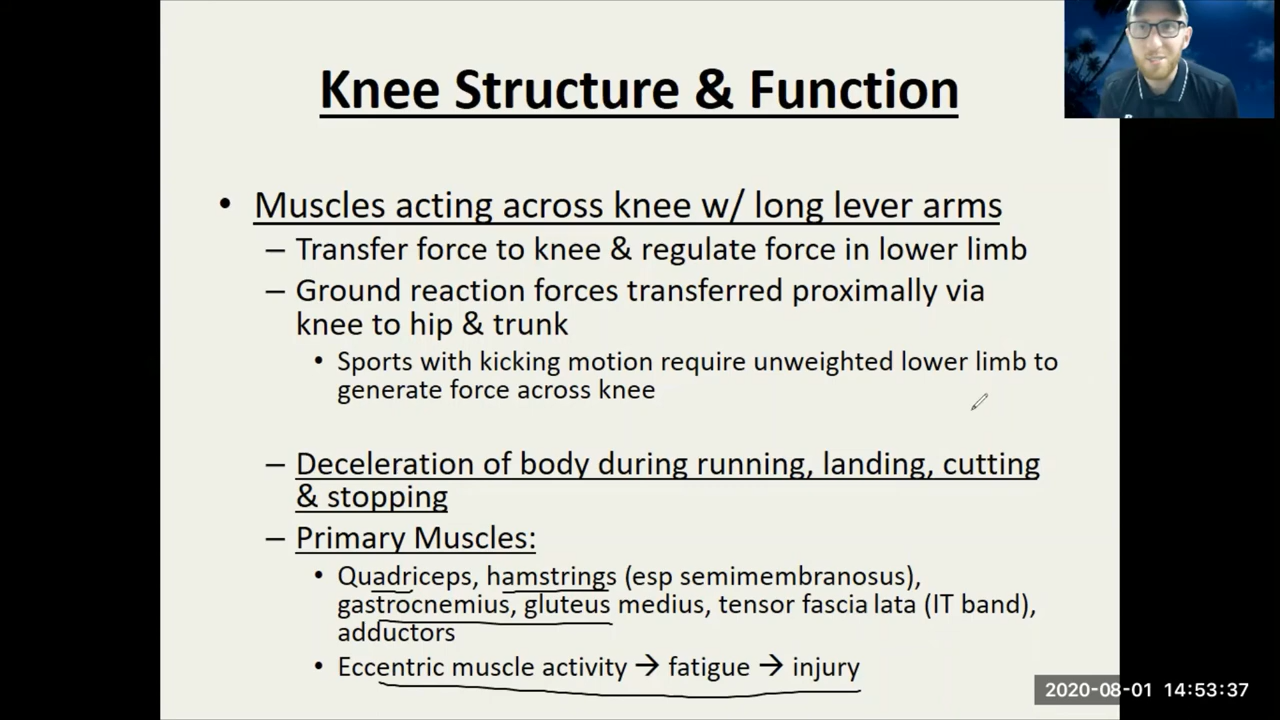 Knee Structure & Function
• Muscles acting across knee w/ long lever arms
– Transfer force to knee & regulate force in lower limb
– Ground reaction forces transferred proximally via
knee to hip & trunk
• Sports with kicking motion require unweighted lower limb to
generate force across knee
– Deceleration of body during running, landing, cutting
& stopping
– Primary Muscles:
• Quadriceps, hamstrings (esp semimembranosus),
gastrocnemius, gluteus medius, tensor fascia lata (IT band),
adductors
• Eccentric muscle activity → fatigue → injury
2020-08-01 14:53:37